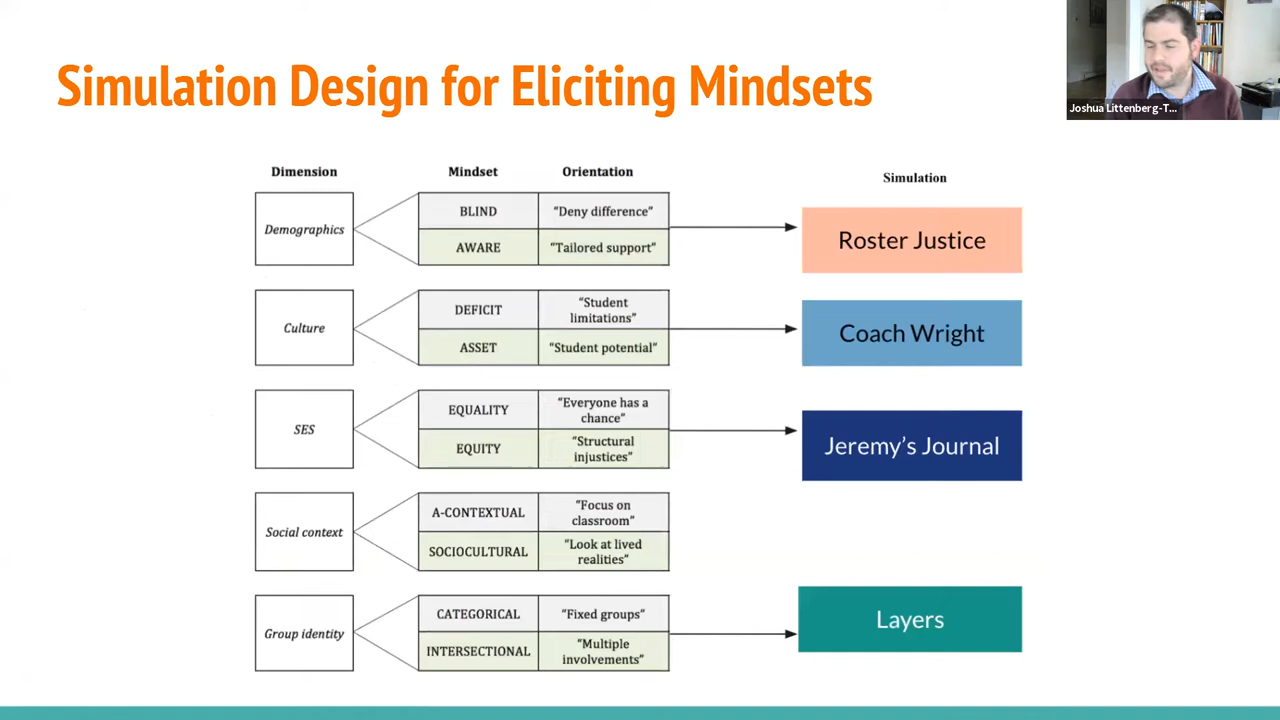 Simulation Design for Eliciting Mindsets
Joshua Littenberg-T...
Dimension
Mindset
Orientation
Simulation
Demographics
BLIND
"Deny difference"
AWARE
"Tailored support"
Roster Justice
Culture
DEFICIT
"Student
limitations"
ASSET
"Student potential"
Coach Wright
SES
EQUALITY
"Everyone has a
chance"
EQUITY
"Structural
injustices"
Jeremy's Journal
Social context
A-CONTEXTUAL
"Focus on
classroom"
SOCIOCULTURAL
"Look at lived
realities"
Group identity
CATEGORICAL
"Fixed groups"
INTERSECTIONAL
"Multiple
involvements"
Layers